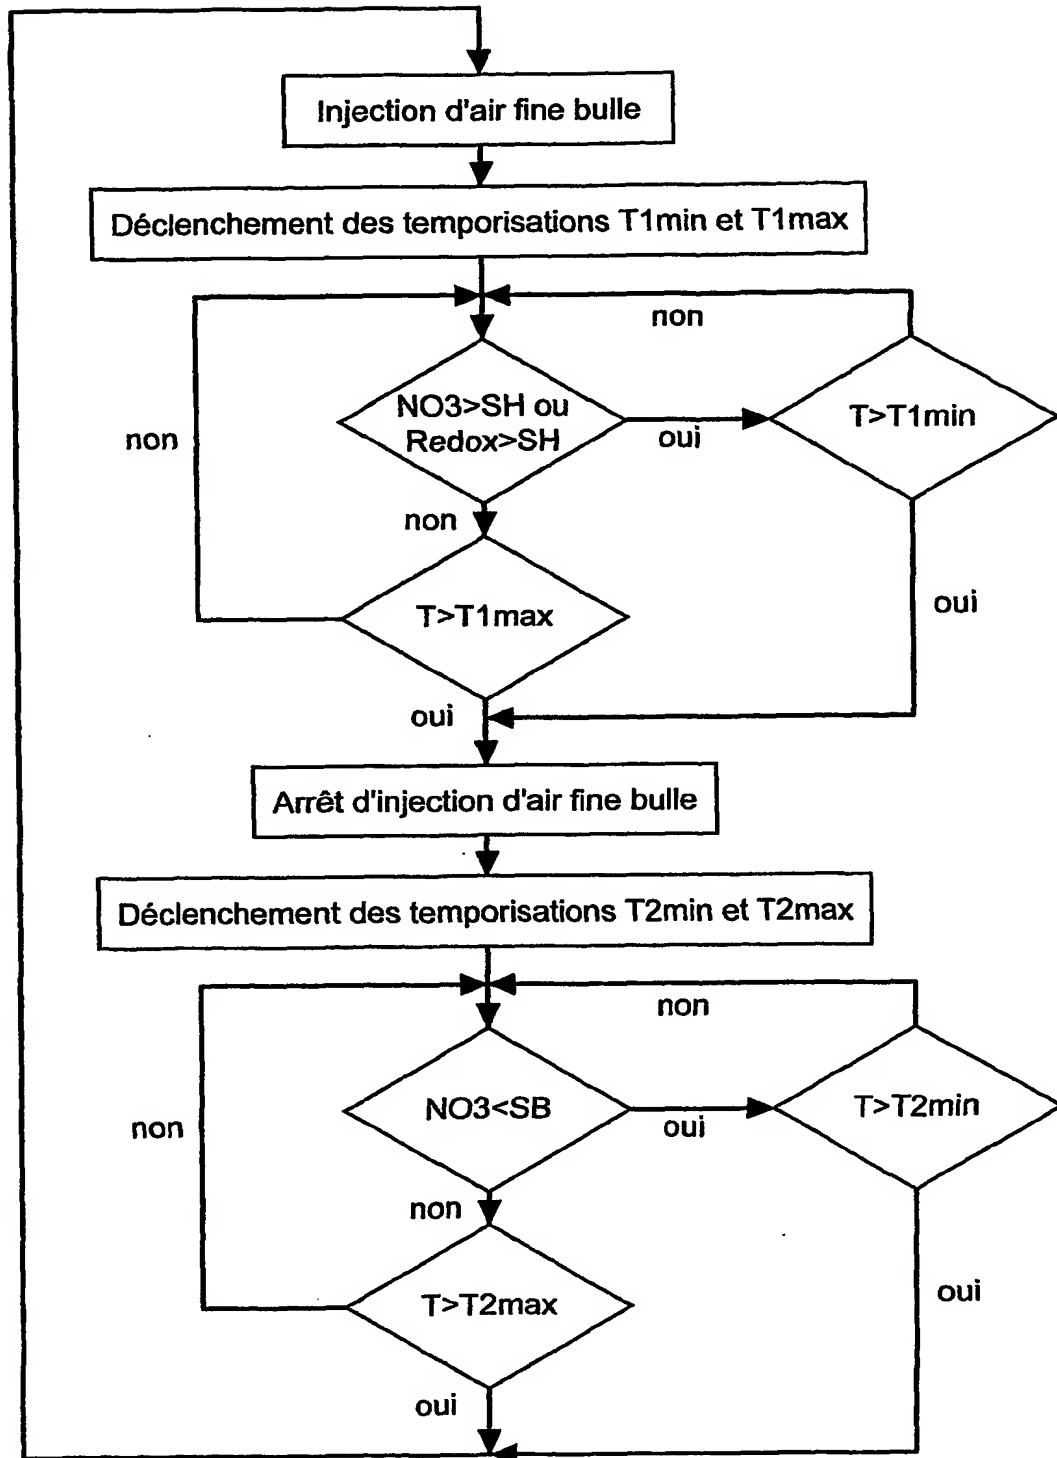 Injection d'air fine bulle
Déclenchement des temporisations T1min et T1max
non
NO3>SH ou
Redox>SH
oui
T>T1min
non
non
T>T1max
oui
oui
Arrêt d'injection d'air fine bulle
Déclenchement des temporisations T2min et T2max
non
NO3<SB
oui
T>T2min
non
non
T>T2max
oui
oui